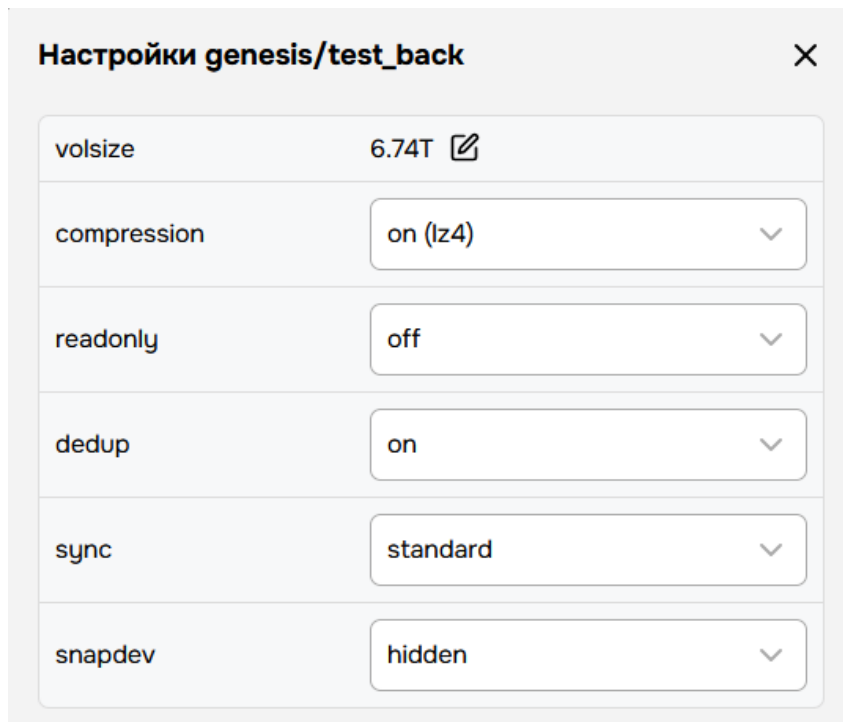 Настройки genesis/test_back
volsize 6.74T
compression on (lz4)
readonly off
dedup on
sync standard
snapdev hidden